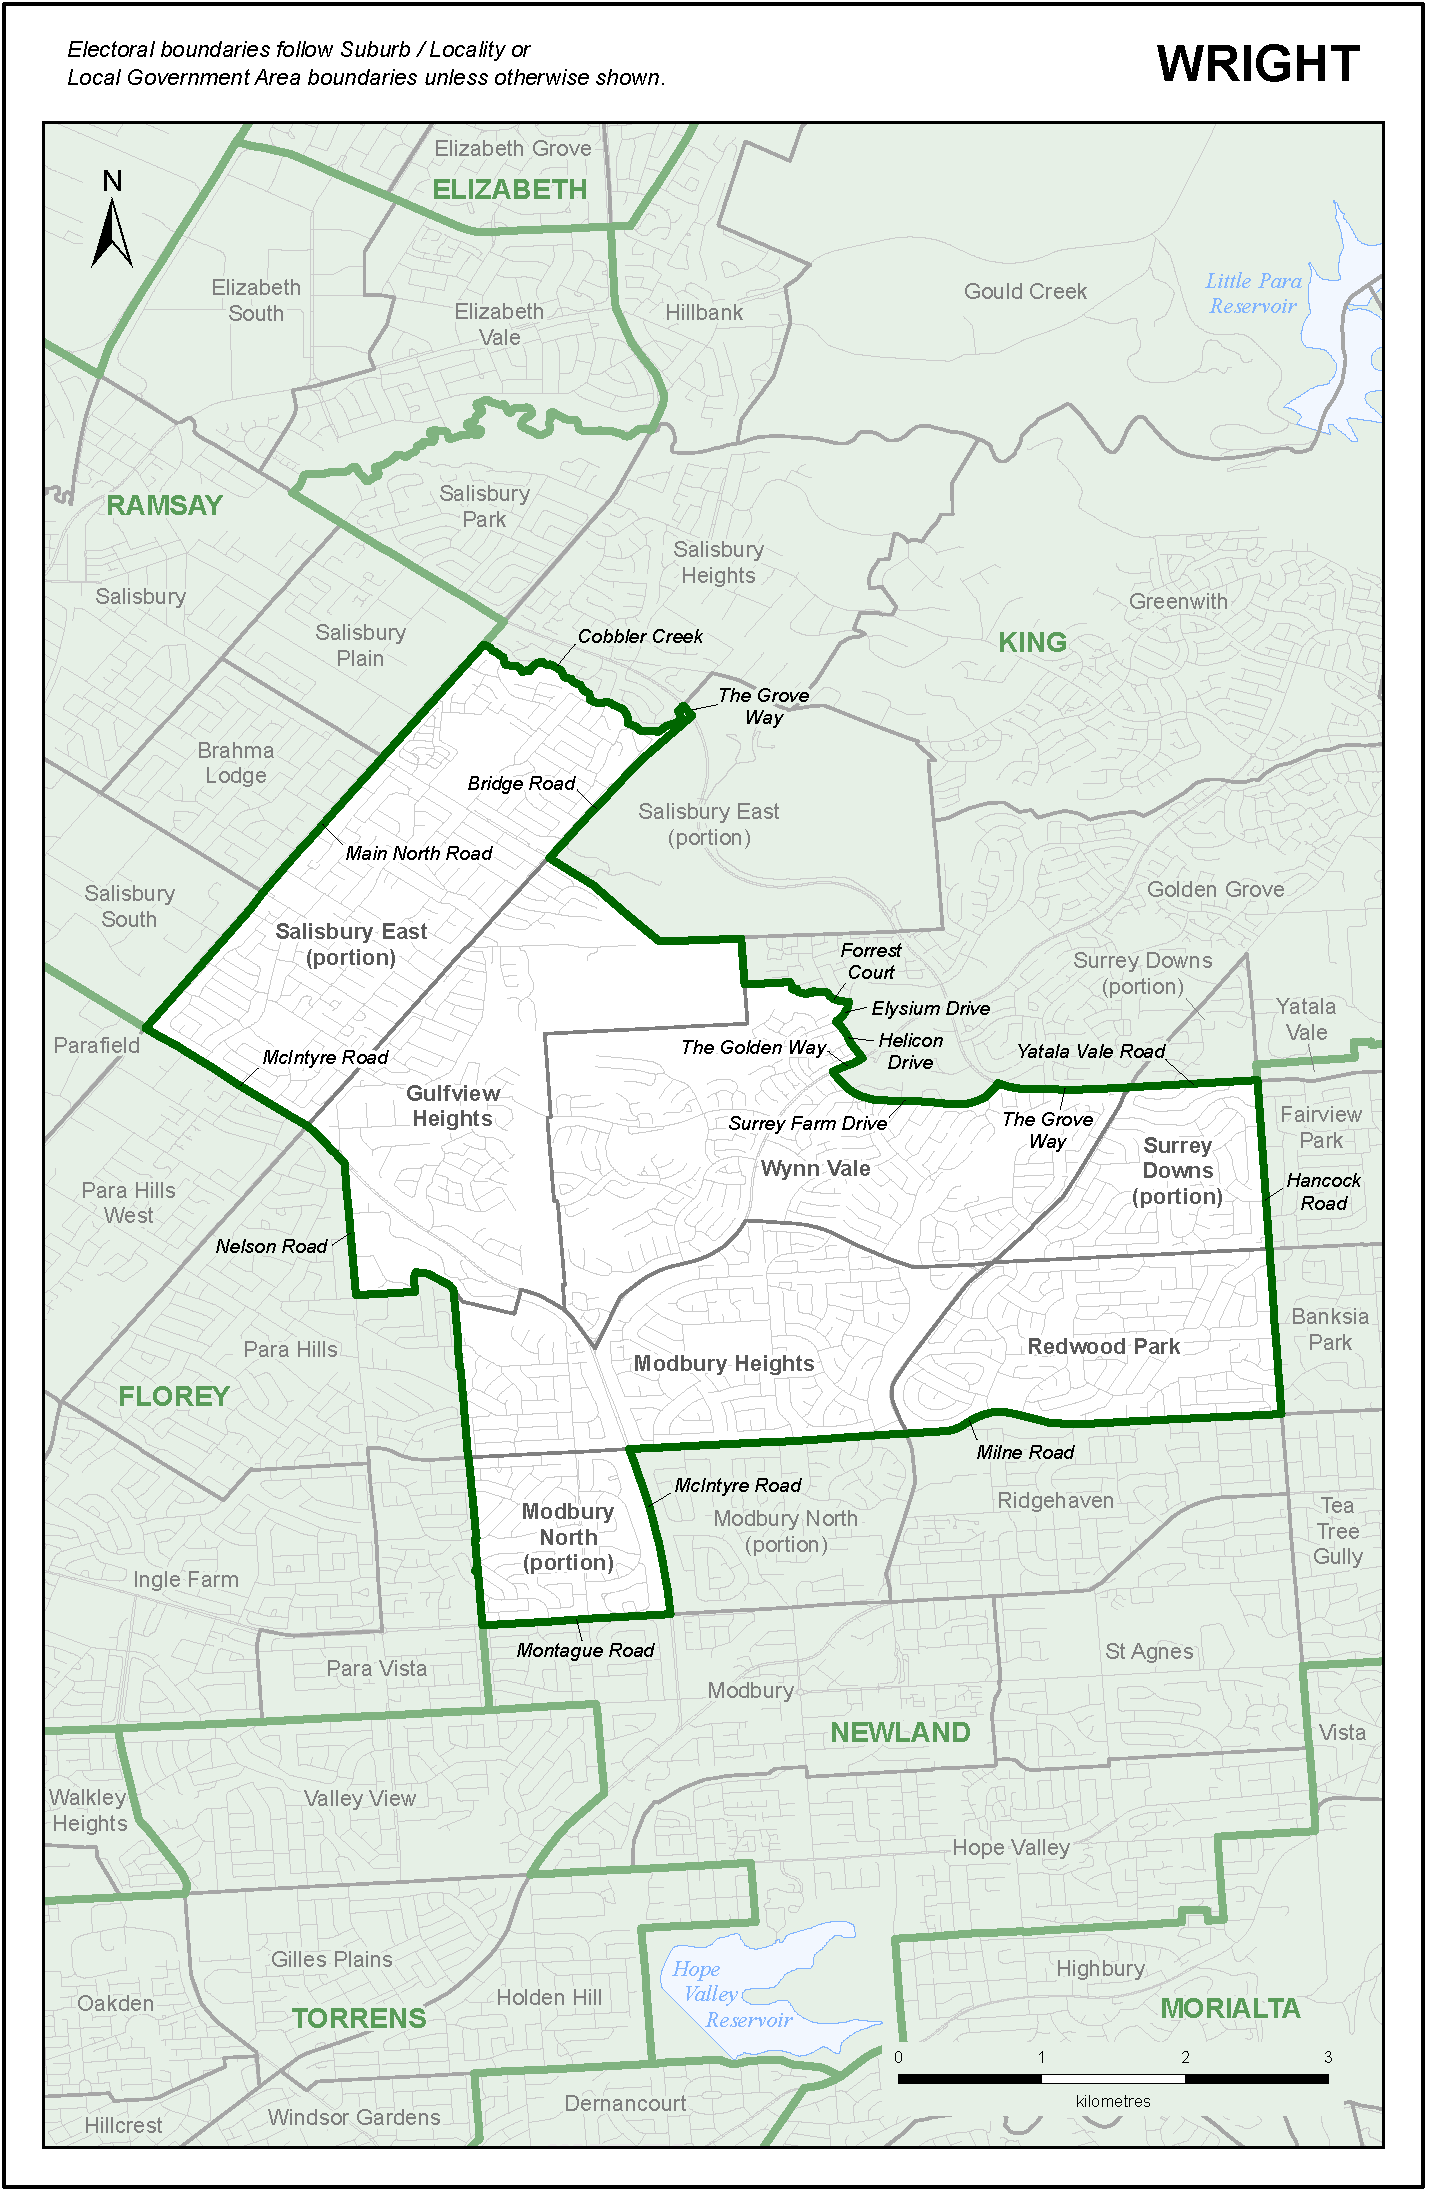 Electoral boundaries follow Suburb / Locality or
Local Government Area boundaries unless otherwise shown.
WRIGHT
N
Elizabeth Grove
ELIZABETH
Elizabeth
South
Elizabeth
Vale
Hillbank
Gould Creek
Little Para
Reservoir
RAMSAY
Salisbury
Park
Salisbury
Heights
Salisbury
Greenwith
Salisbury
Plain
Cobbler Creek
KING
The Grove
Way
Brahma
Lodge
Bridge Road
Salisbury East
(portion)
Main North Road
Salisbury
South
Golden Grove
Salisbury East
(portion)
Forrest
Court
Surrey Downs
(portion)
Elysium Drive
Yatala
Vale
Parafield
McIntyre Road
The Golden Way
Helicon
Drive
Yatala Vale Road
Gulfview
Heights
Surrey Farm Drive
The Grove
Way
Fairview
Park
Surrey
Downs
(portion)
Wynn Vale
Hancock
Road
Para Hills
West
Nelson Road
Para Hills
Modbury Heights
Redwood Park
Banksia
Park
FLOREY
Milne Road
McIntyre Road
Ridgehaven
Modbury
North
(portion)
Modbury North
(portion)
Tea
Tree
Gully
Ingle Farm
Montague Road
Para Vista
St Agnes
Modbury
NEWLAND
Vista
Walkley
Heights
Valley View
Hope Valley
Gilles Plains
Hope
Valley
Reservoir
Highbury
Oakden
Holden Hill
TORRENS
MORIALTA
0 1 2 3
kilometres
Dernancourt
Hillcrest
Windsor Gardens